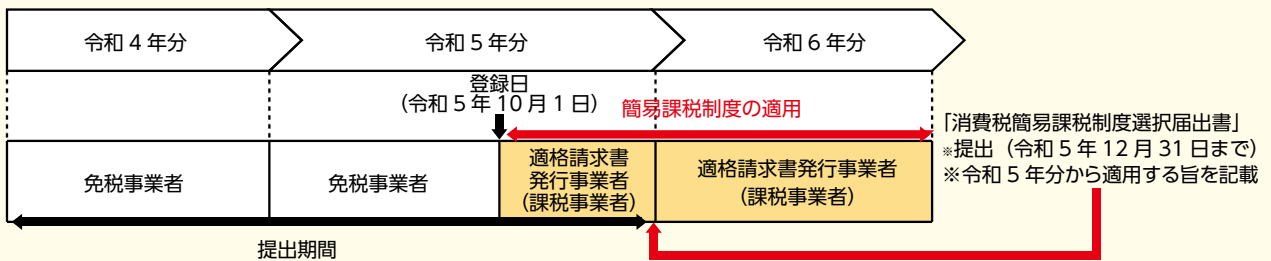 令和4年分
令和5年分
令和6年分
登録日
（令和5年10月1日）
簡易課税制度の適用
「消費税簡易課税制度選択届出書」
※提出（令和5年12月31日まで）
※令和5年分から適用する旨を記載
免税事業者
免税事業者
適格請求書
発行事業者
（課税事業者）
適格請求書発行事業者
（課税事業者）
提出期間